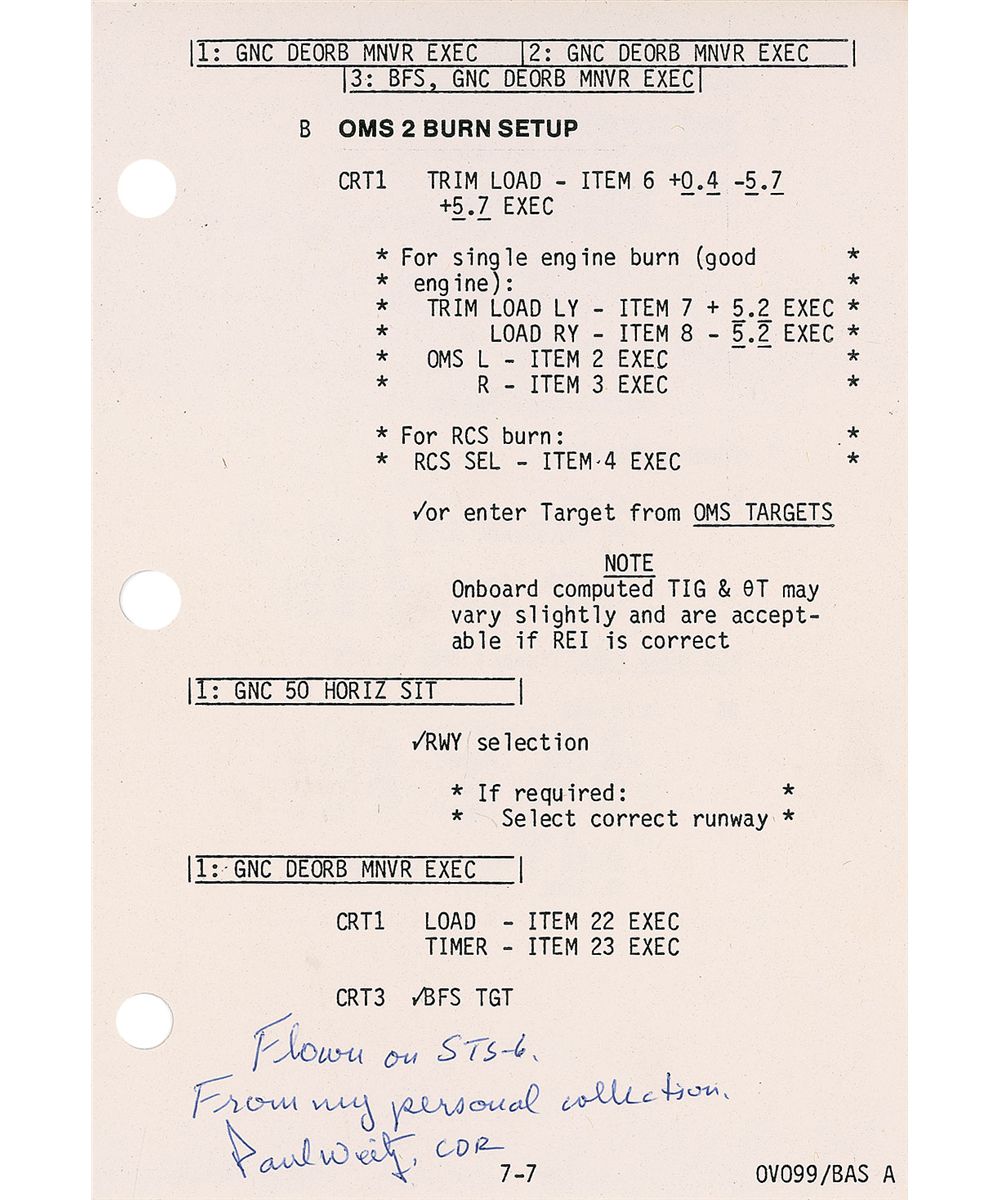 1: GNC DEORB MNVR EXEC 2: GNC DEORB MNVR EXEC
3: BFS, GNC DEORB MNVR EXEC
B OMS 2 BURN SETUP
CRT1 TRIM LOAD - ITEM 6 +0.4 -5.7
+5.7 EXEC
* For single engine burn (good *
* engine): *
* TRIM LOAD LY - ITEM 7 + 5.2 EXEC *
* LOAD RY - ITEM 8 - 5.2 EXEC *
* OMS L - ITEM 2 EXEC *
* R - ITEM 3 EXEC *
* For RCS burn: *
* RCS SEL - ITEM 4 EXEC *
✓or enter Target from OMS TARGETS
NOTE
Onboard computed TIG & θT may
vary slightly and are accept-
able if REI is correct
1: GNC 50 HORIZ SIT
✓RWY selection
* If required: *
* Select correct runway *
1: GNC DEORB MNVR EXEC
CRT1 LOAD - ITEM 22 EXEC
TIMER - ITEM 23 EXEC
CRT3 ✓BFS TGT
Flown on STS-6.
From my personal collection.
Paul Weitz, CDR
7-7 OVO99/BAS A